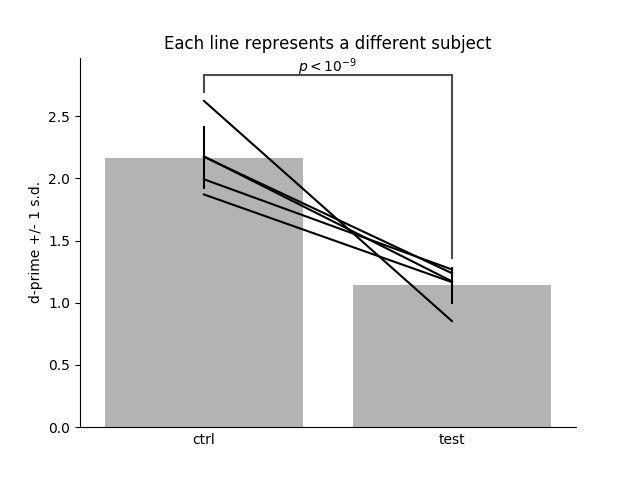 Each line represents a different subject
p < 10⁻⁹
d-prime +/- 1 s.d.
2.5
2.0
1.5
1.0
0.5
0.0
ctrl test